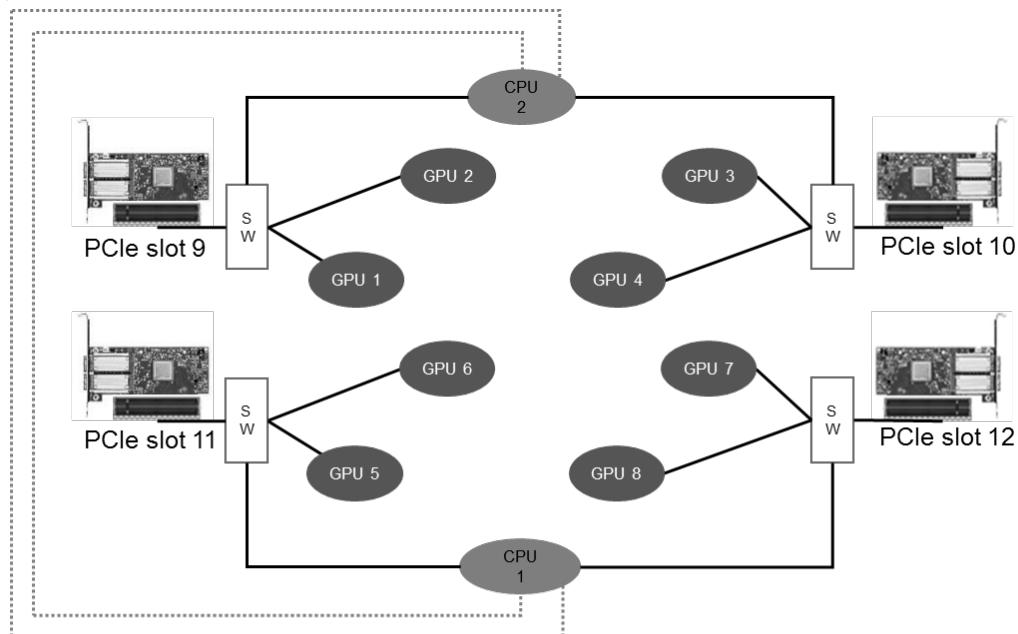 CPU
2
GPU 2
GPU 3
S
W
S
W
PCIe slot 9
PCIe slot 10
GPU 1
GPU 4
GPU 6
GPU 7
S
W
S
W
PCIe slot 11
PCIe slot 12
GPU 5
GPU 8
CPU
1